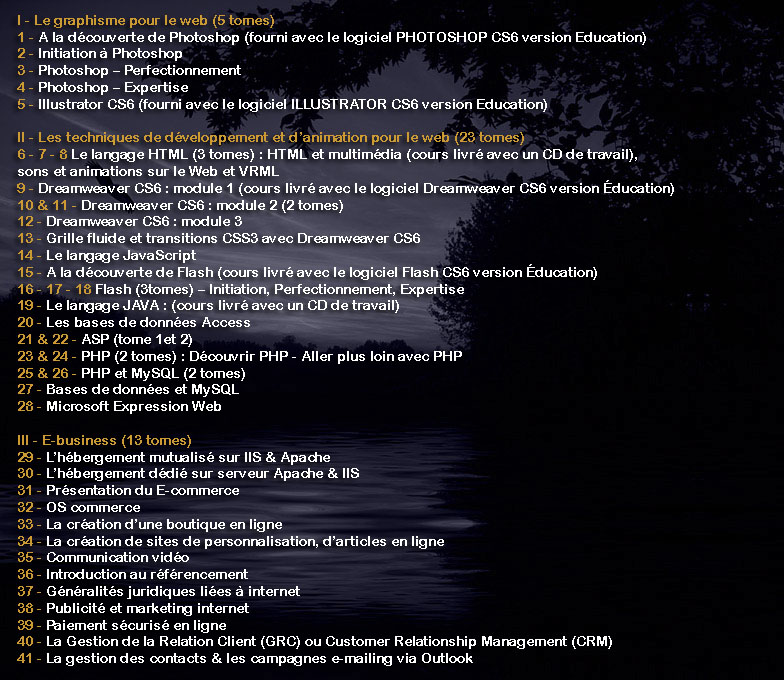 I - Le graphisme pour le web (5 tomes)
1 - A la découverte de Photoshop (fourni avec le logiciel PHOTOSHOP CS6 version Education)
2 - Initiation à Photoshop
3 - Photoshop – Perfectionnement
4 - Photoshop – Expertise
5 - Illustrator CS6 (fourni avec le logiciel ILLUSTRATOR CS6 version Education)
II - Les techniques de développement et d'animation pour le web (23 tomes)
6 - 7 - 8 Le langage HTML (3 tomes) : HTML et multimédia (cours livré avec un CD de travail),
sons et animations sur le Web et VRML
9 - Dreamweaver CS6 : module 1 (cours livré avec le logiciel Dreamweaver CS6 version Éducation)
10 & 11 - Dreamweaver CS6 : module 2 (2 tomes)
12 - Dreamweaver CS6 : module 3
13 - Grille fluide et transitions CSS3 avec Dreamweaver CS6
14 - Le langage JavaScript
15 - A la découverte de Flash (cours livré avec le logiciel Flash CS6 version Éducation)
16 - 17 - 18 Flash (3tomes) – Initiation, Perfectionnement, Expertise
19 - Le langage JAVA : (cours livré avec un CD de travail)
20 - Les bases de données Access
21 & 22 - ASP (tome 1et 2)
23 & 24 - PHP (2 tomes) : Découvrir PHP - Aller plus loin avec PHP
25 & 26 - PHP et MySQL (2 tomes)
27 - Bases de données et MySQL
28 - Microsoft Expression Web
III - E-business (13 tomes)
29 - L'hébergement mutualisé sur IIS & Apache
30 - L'hébergement dédié sur serveur Apache & IIS
31 - Présentation du E-commerce
32 - OS commerce
33 - La création d'une boutique en ligne
34 - La création de sites de personnalisation, d'articles en ligne
35 - Communication vidéo
36 - Introduction au référencement
37 - Généralités juridiques liées à internet
38 - Publicité et marketing internet
39 - Paiement sécurisé en ligne
40 - La Gestion de la Relation Client (GRC) ou Customer Relationship Management (CRM)
41 - La gestion des contacts & les campagnes e-mailing via Outlook